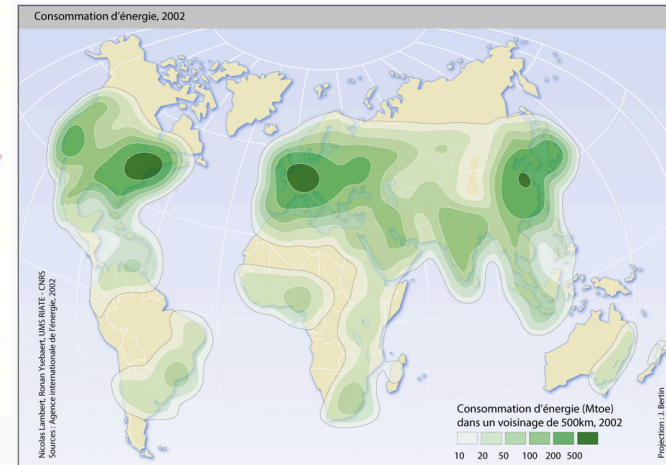 Consommation d'énergie, 2002
Nicolas Lambert, Ronan Ysebaert, UMS RIATE - CNRS
Sources : Agence internationale de l'énergie, 2002
Consommation d'énergie (Mtoe)
dans un voisinage de 500km, 2002
10 20 50 100 200 500
Projection : J. Bertin